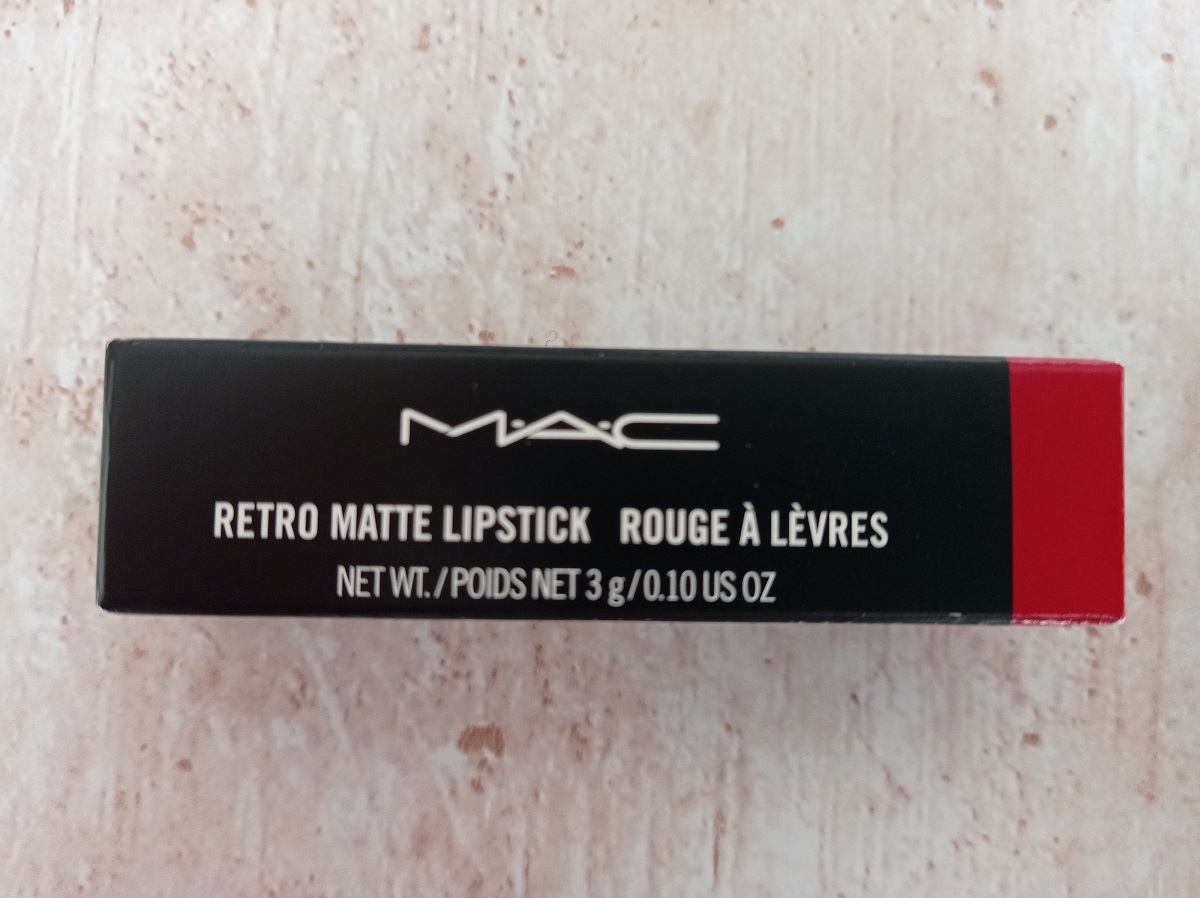 M·A·C
RETRO MATTE LIPSTICK ROUGE À LÈVRES
NET WT./POIDS NET 3 g/0.10 US OZ